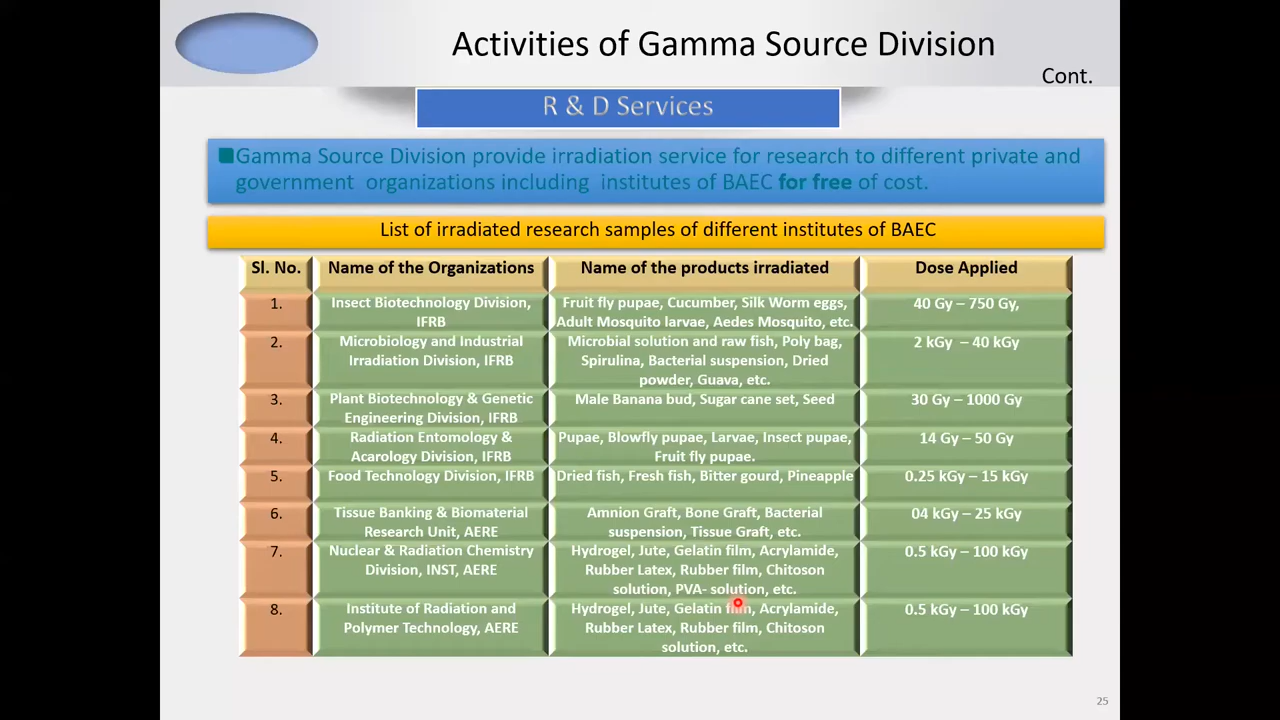 Activities of Gamma Source Division
Cont.
R & D Services
■Gamma Source Division provide irradiation service for research to different private and
government organizations including institutes of BAEC for free of cost.
List of irradiated research samples of different institutes of BAEC
Sl. No. Name of the Organizations Name of the products irradiated Dose Applied
1. Insect Biotechnology Division, Fruit fly pupae, Cucumber, Silk Worm eggs, 40 Gy – 750 Gy,
IFRB Adult Mosquito larvae, Aedes Mosquito, etc.
2. Microbiology and Industrial Microbial solution and raw fish, Poly bag, 2 kGy – 40 kGy
Irradiation Division, IFRB Spirulina, Bacterial suspension, Dried
powder, Guava, etc.
3. Plant Biotechnology & Genetic Male Banana bud, Sugar cane set, Seed 30 Gy – 1000 Gy
Engineering Division, IFRB
4. Radiation Entomology & Pupae, Blowfly pupae, Larvae, Insect pupae, 14 Gy – 50 Gy
Acarology Division, IFRB Fruit fly pupae.
5. Food Technology Division, IFRB Dried fish, Fresh fish, Bitter gourd, Pineapple 0.25 kGy – 15 kGy
6. Tissue Banking & Biomaterial Amnion Graft, Bone Graft, Bacterial 04 kGy – 25 kGy
Research Unit, AERE suspension, Tissue Graft, etc.
7. Nuclear & Radiation Chemistry Hydrogel, Jute, Gelatin film, Acrylamide, 0.5 kGy – 100 kGy
Division, INST, AERE Rubber Latex, Rubber film, Chitoson
solution, PVA- solution, etc.
8. Institute of Radiation and Hydrogel, Jute, Gelatin film, Acrylamide, 0.5 kGy – 100 kGy
Polymer Technology, AERE Rubber Latex, Rubber film, Chitoson
solution, etc.
25